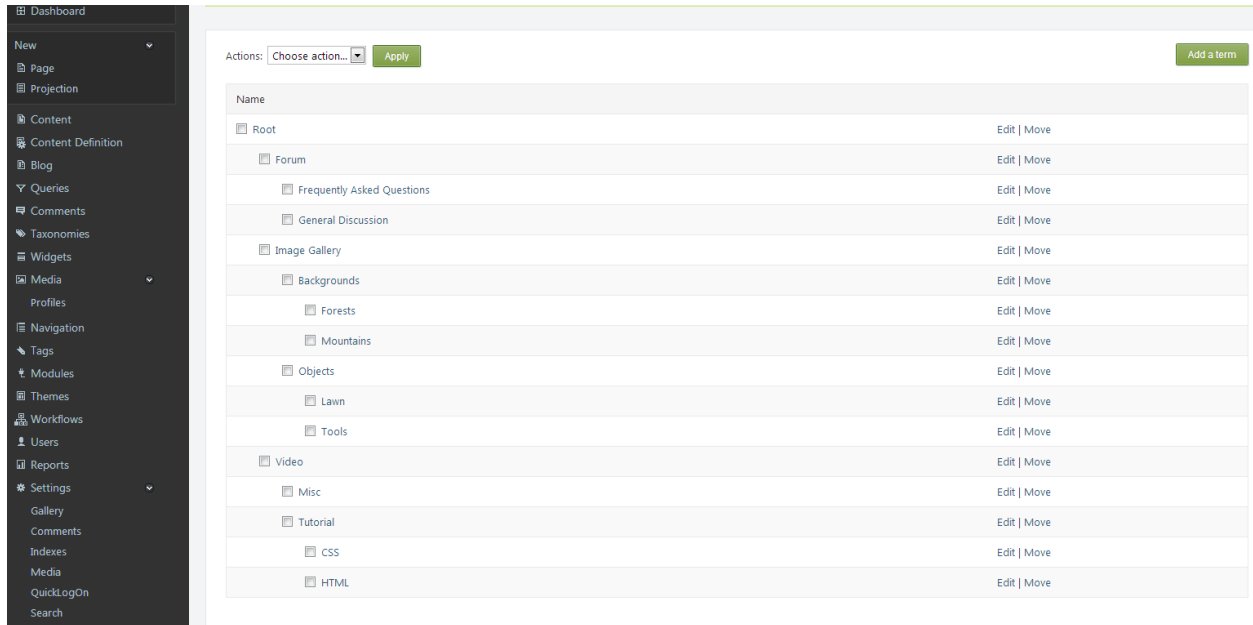 Dashboard
New
Page
Projection
Content
Content Definition
Blog
Queries
Comments
Taxonomies
Widgets
Media
Profiles
Navigation
Tags
Modules
Themes
Workflows
Users
Reports
Settings
Gallery
Comments
Indexes
Media
QuickLogOn
Search
Actions: Choose action... Apply
Add a term
Name
Root Edit | Move
Forum Edit | Move
Frequently Asked Questions Edit | Move
General Discussion Edit | Move
Image Gallery Edit | Move
Backgrounds Edit | Move
Forests Edit | Move
Mountains Edit | Move
Objects Edit | Move
Lawn Edit | Move
Tools Edit | Move
Video Edit | Move
Misc Edit | Move
Tutorial Edit | Move
CSS Edit | Move
HTML Edit | Move